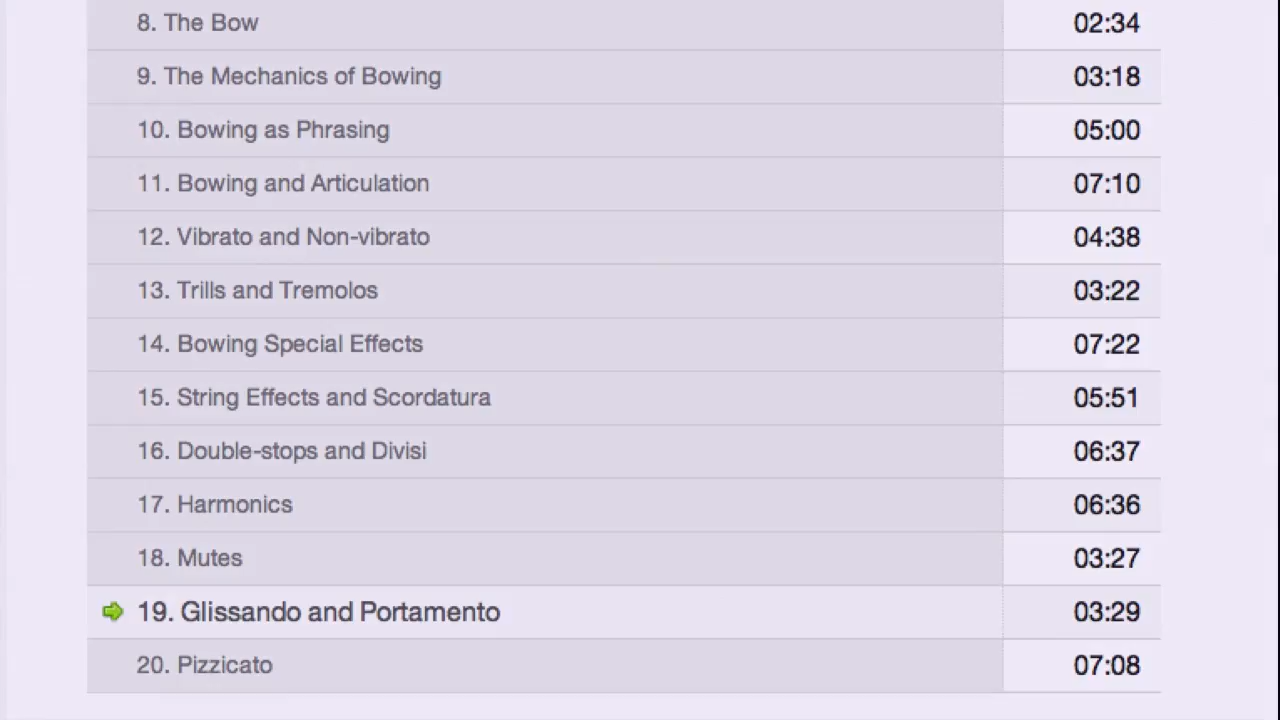 8. The Bow 02:34
9. The Mechanics of Bowing 03:18
10. Bowing as Phrasing 05:00
11. Bowing and Articulation 07:10
12. Vibrato and Non-vibrato 04:38
13. Trills and Tremolos 03:22
14. Bowing Special Effects 07:22
15. String Effects and Scordatura 05:51
16. Double-stops and Divisi 06:37
17. Harmonics 06:36
18. Mutes 03:27
19. Glissando and Portamento 03:29
20. Pizzicato 07:08